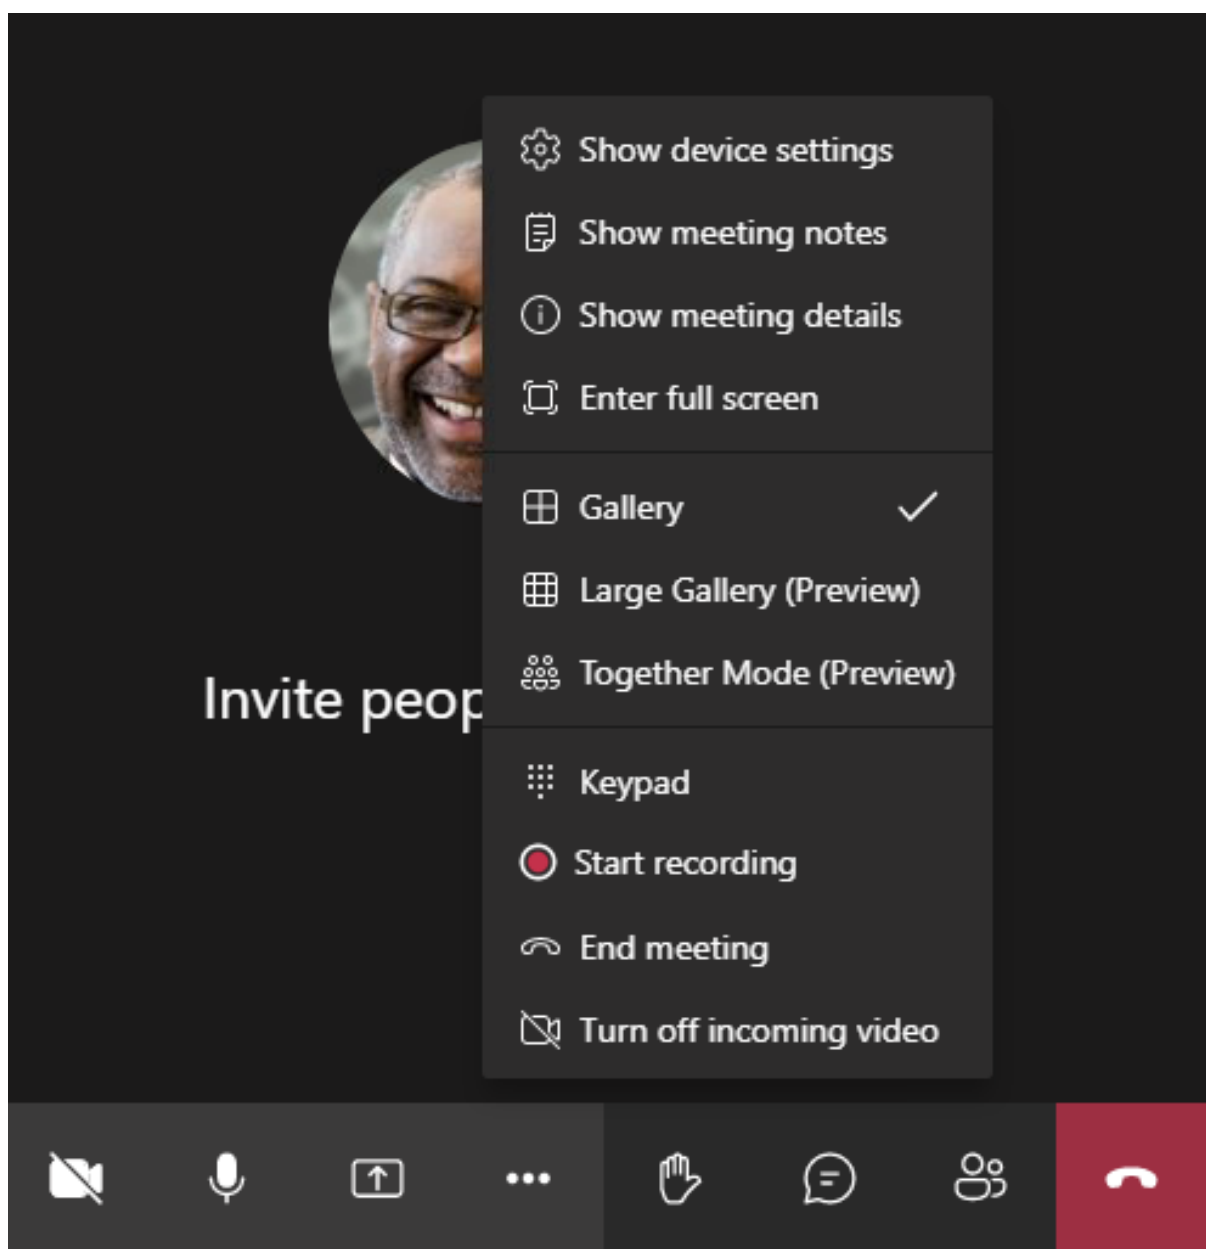 Show device settings
Show meeting notes
Show meeting details
Enter full screen
Gallery
Large Gallery (Preview)
Together Mode (Preview)
Invite peop
Keypad
Start recording
End meeting
Turn off incoming video